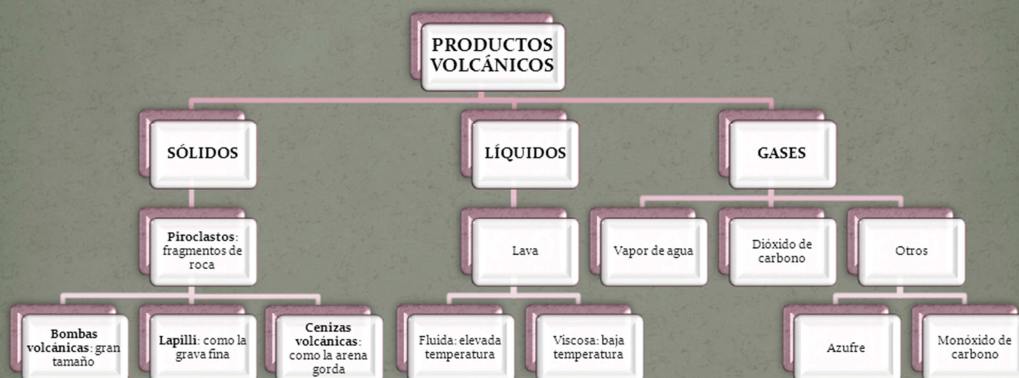 PRODUCTOS
VOLCÁNICOS
SÓLIDOS
LÍQUIDOS
GASES
Piroclastos:
fragmentos de
roca
Lava
Vapor de agua
Dióxido de
carbono
Otros
Bombas
volcánicas: gran
tamaño
Lapilli: como la
grava fina
Cenizas
volcánicas:
como la arena
gorda
Fluida: elevada
temperatura
Viscosa: baja
temperatura
Azufre
Monóxido de
carbono